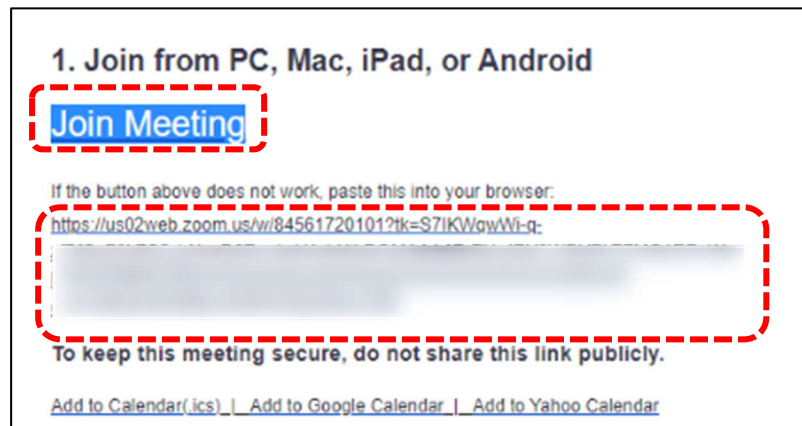 1. Join from PC, Mac, iPad, or Android
Join Meeting
If the button above does not work, paste this into your browser:
https://us02web.zoom.us/w/84561720101?tk=S7IKWqwWi-q-
To keep this meeting secure, do not share this link publicly.
Add to Calendar(.ics) | Add to Google Calendar | Add to Yahoo Calendar